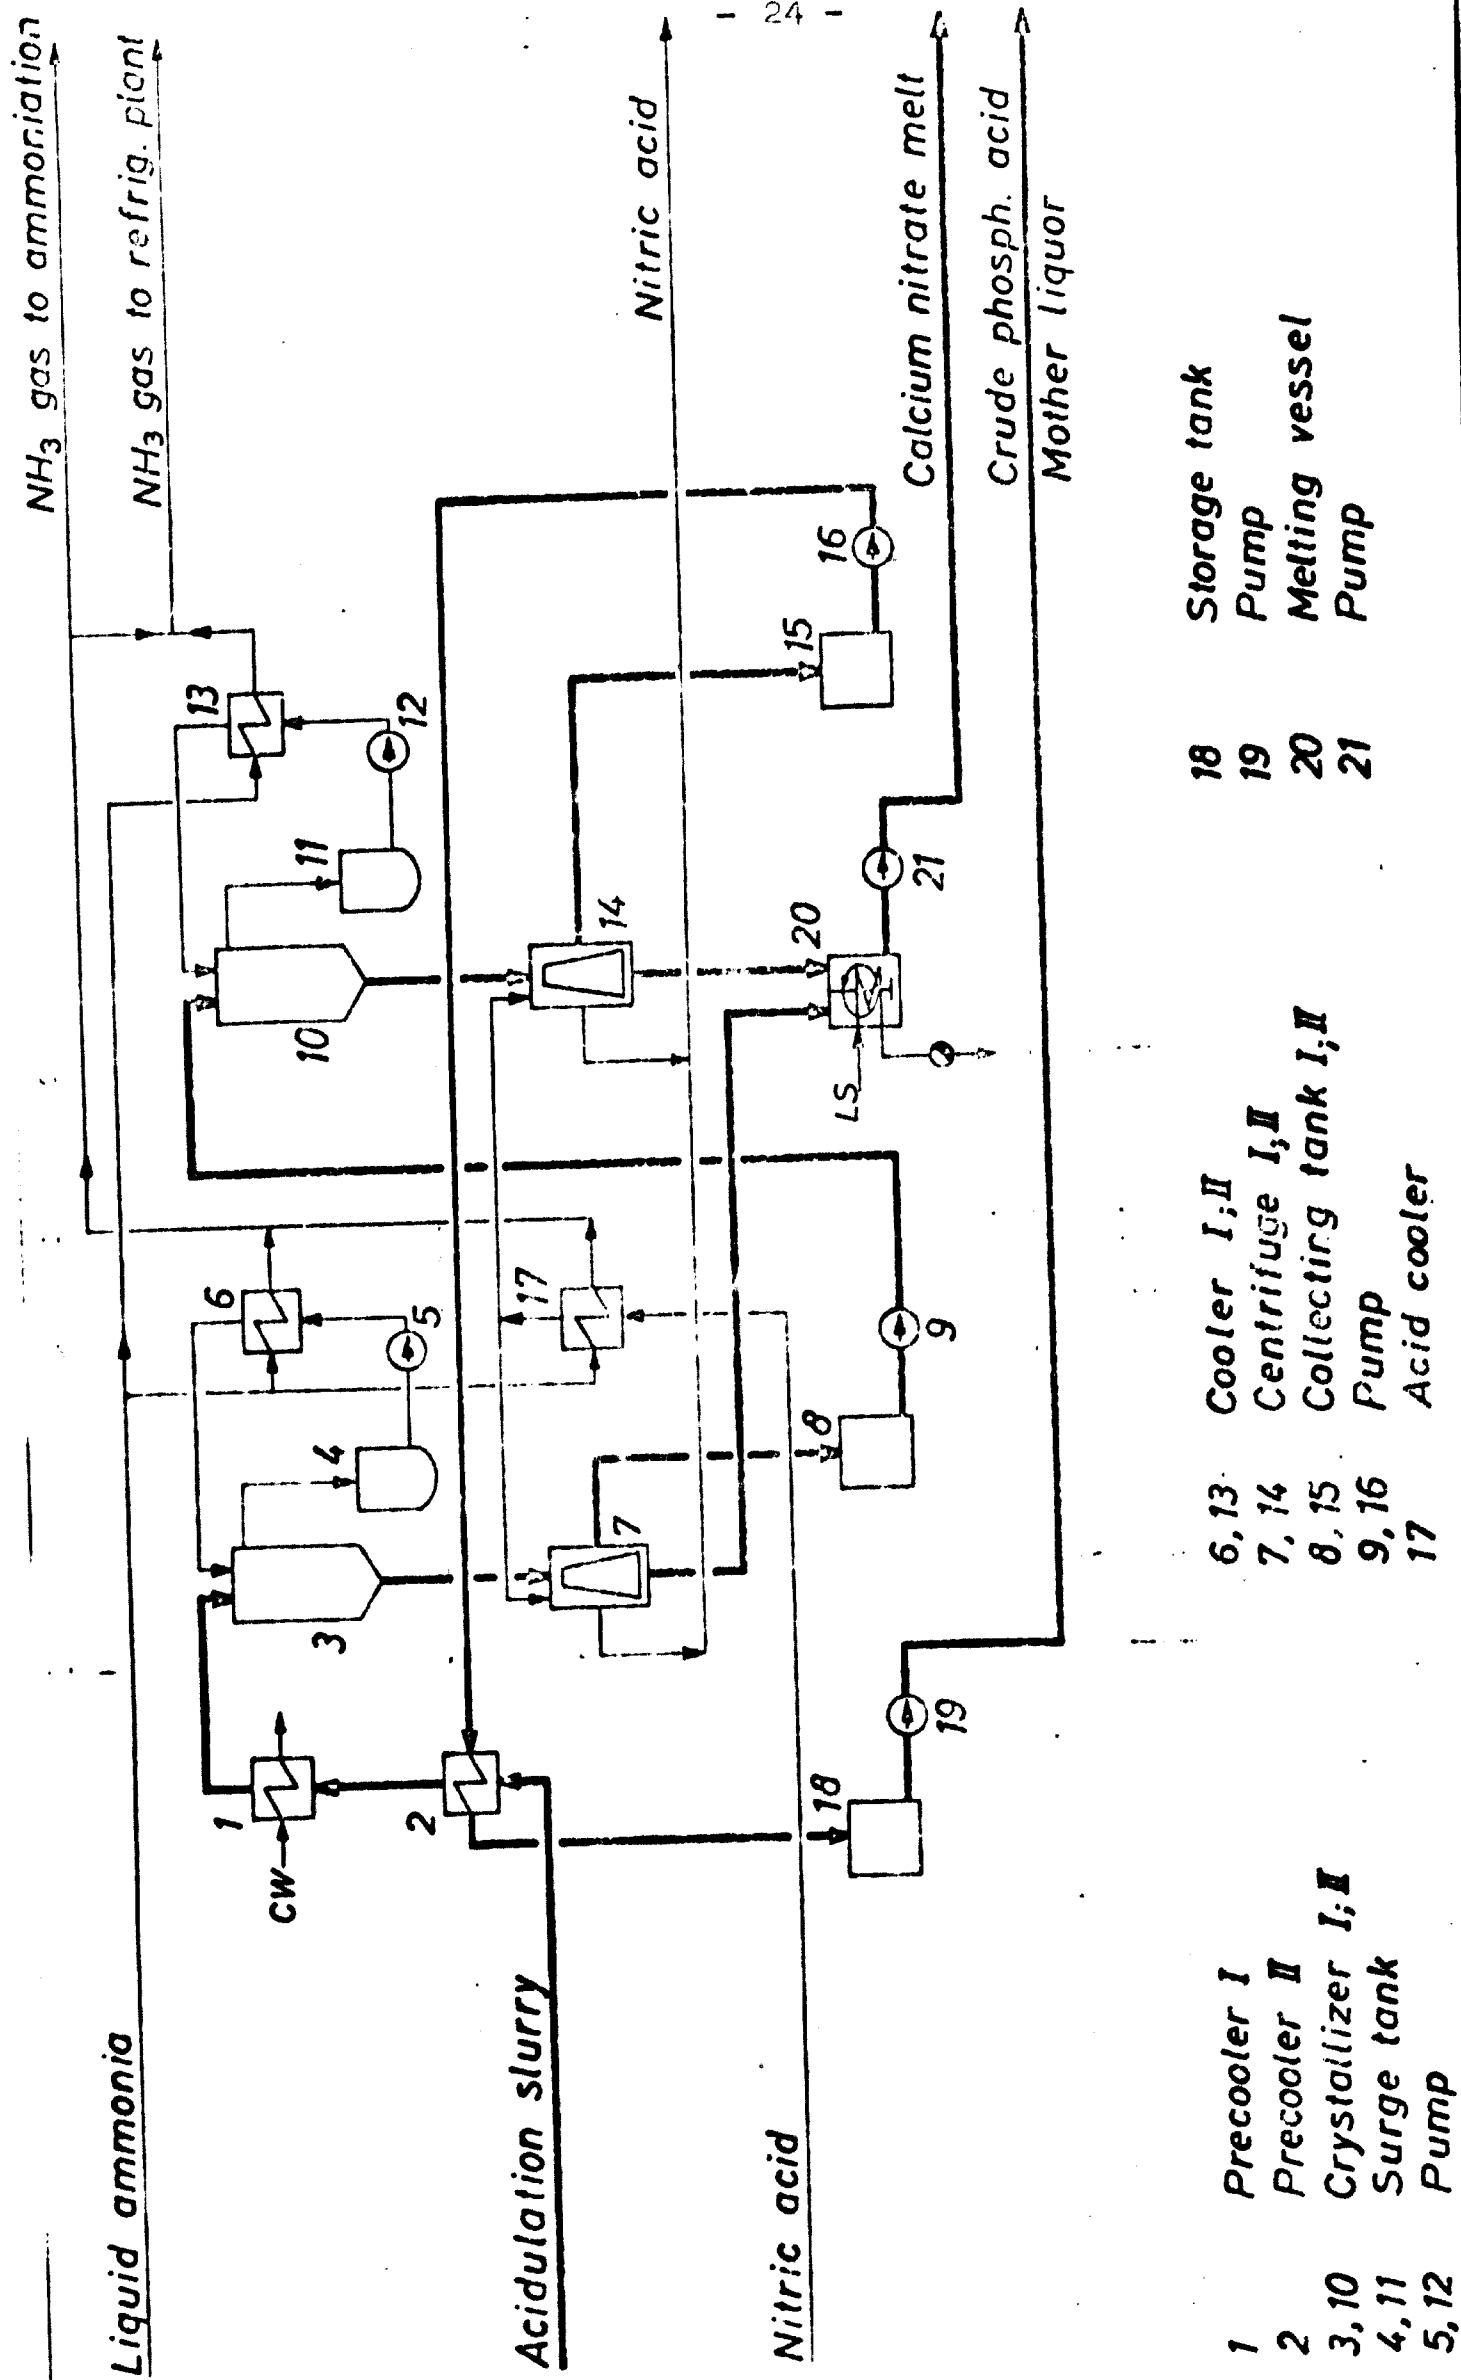 - 24 -
NH3 gas to ammoniation
NH3 gas to refrig. plant
Liquid ammonia
Nitric acid
Acidulation slurry
Nitric acid
Calcium nitrate melt
Crude phosph. acid
Mother liquor
CW
1
2
3
4
5
6
7
8
9
10
11
12
13
14
15
16
17
18
19
20
21
LS
1 Precooler I
2 Precooler II
3, 10 Crystallizer I; II
4, 11 Surge tank
5, 12 Pump
6, 13 Cooler I; II
7, 14 Centrifuge I; II
8, 15 Collecting tank I; II
9, 16 Pump
17 Acid cooler
18 Storage tank
19 Pump
20 Melting vessel
21 Pump